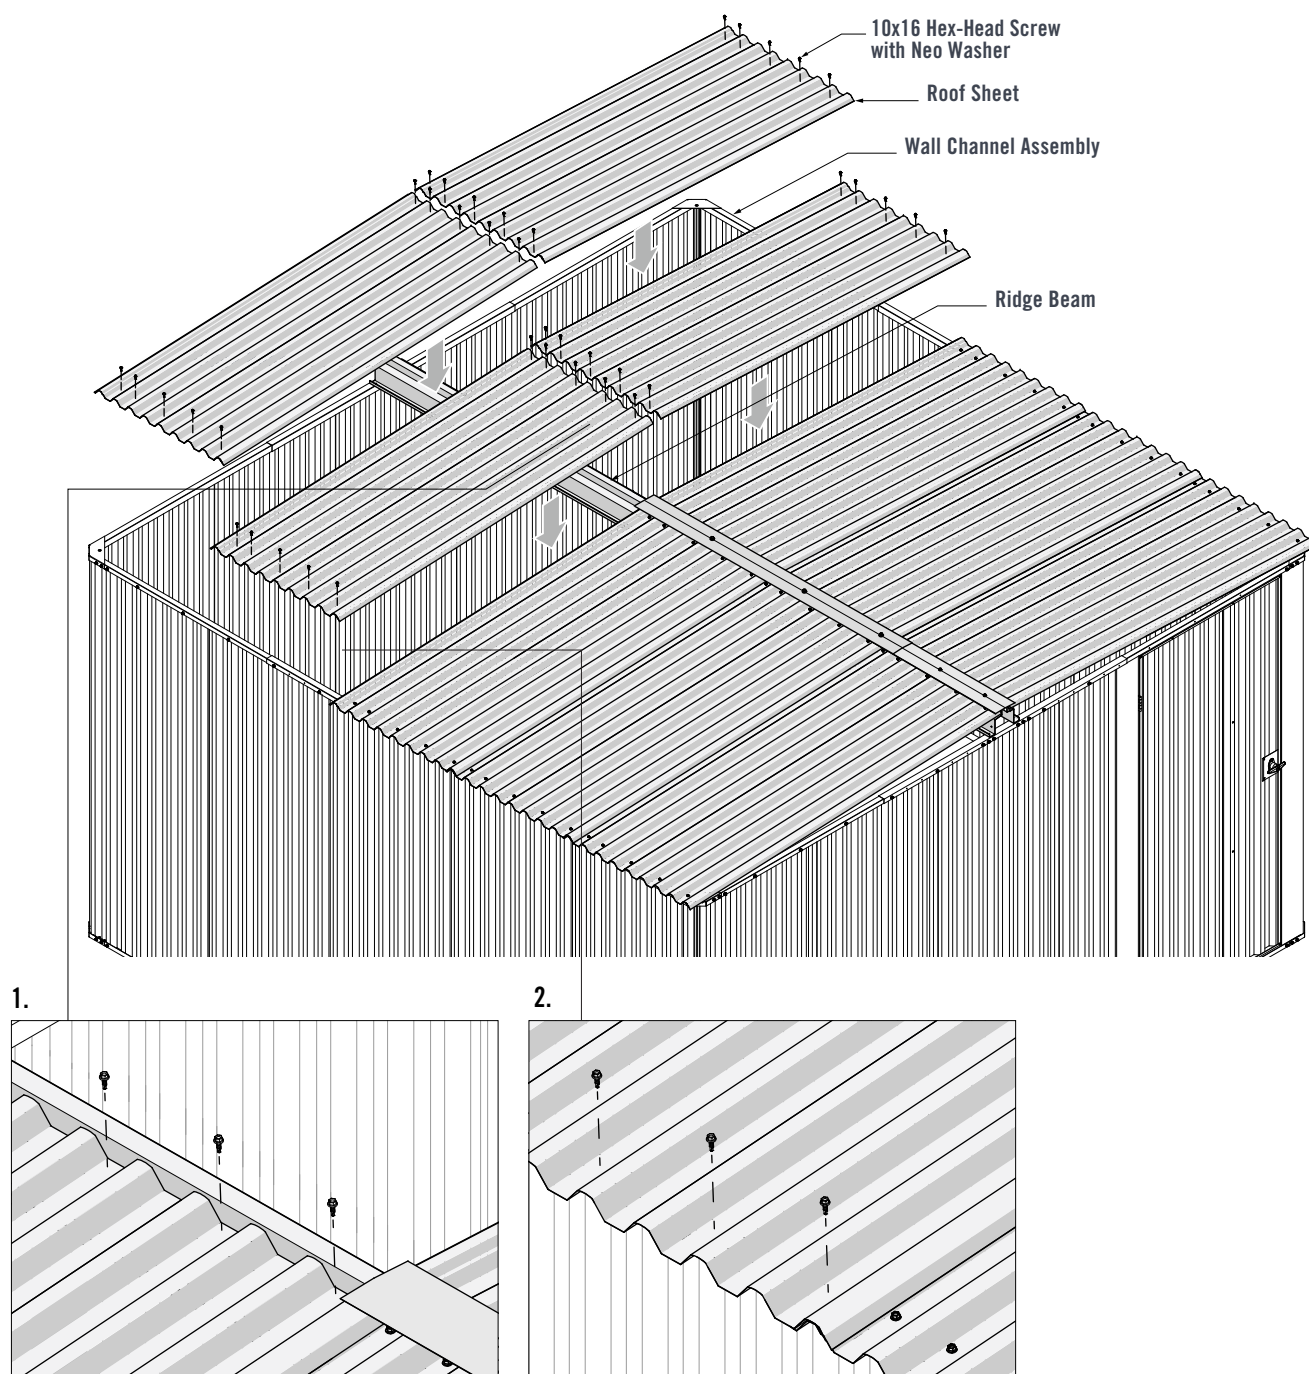 10x16 Hex-Head Screw
with Neo Washer
Roof Sheet
Wall Channel Assembly
Ridge Beam
1.
2.